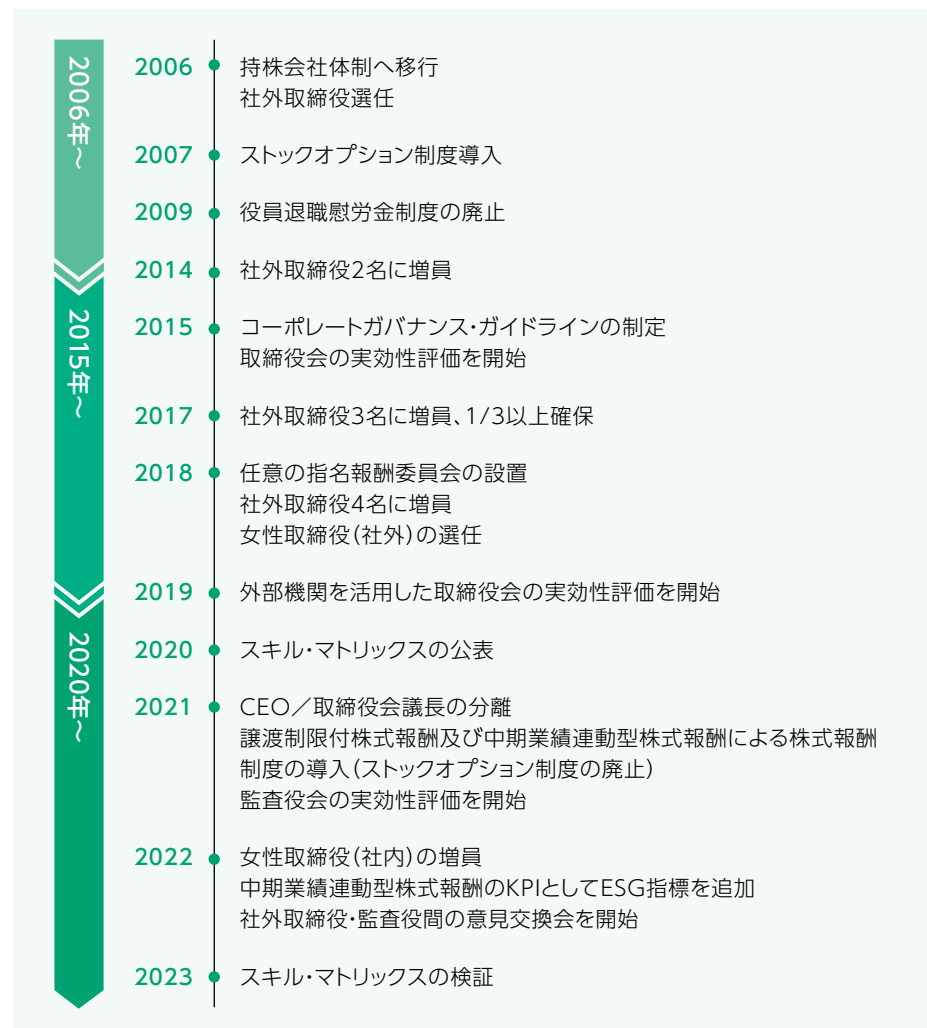 2006年～
2006
持株会社体制へ移行
社外取締役選任
2007
ストックオプション制度導入
2009
役員退職慰労金制度の廃止
2014
社外取締役2名に増員
2015年～
2015
コーポレートガバナンス・ガイドラインの制定
取締役会の実効性評価を開始
2017
社外取締役3名に増員、1/3以上確保
2018
任意の指名報酬委員会の設置
社外取締役4名に増員
女性取締役（社外）の選任
2019
外部機関を活用した取締役会の実効性評価を開始
2020年～
2020
スキル・マトリックスの公表
2021
CEO／取締役会議長の分離
譲渡制限付株式報酬及び中期業績連動型株式報酬による株式報酬
制度の導入（ストックオプション制度の廃止）
監査役会の実効性評価を開始
2022
女性取締役（社内）の増員
中期業績連動型株式報酬のKPIとしてESG指標を追加
社外取締役・監査役間の意見交換会を開始
2023
スキル・マトリックスの検証